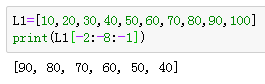 L1=[10,20,30,40,50,60,70,80,90,100]
print(L1[-2:-8:-1])
[90, 80, 70, 60, 50, 40]